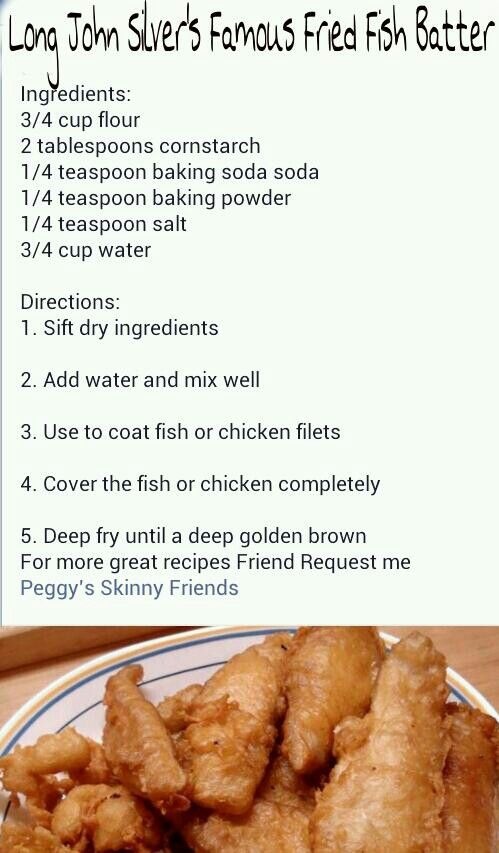 Long John Silver's Famous Fried Fish Batter
Ingredients:
3/4 cup flour
2 tablespoons cornstarch
1/4 teaspoon baking soda soda
1/4 teaspoon baking powder
1/4 teaspoon salt
3/4 cup water
Directions:
1. Sift dry ingredients
2. Add water and mix well
3. Use to coat fish or chicken filets
4. Cover the fish or chicken completely
5. Deep fry until a deep golden brown
For more great recipes Friend Request me
Peggy's Skinny Friends